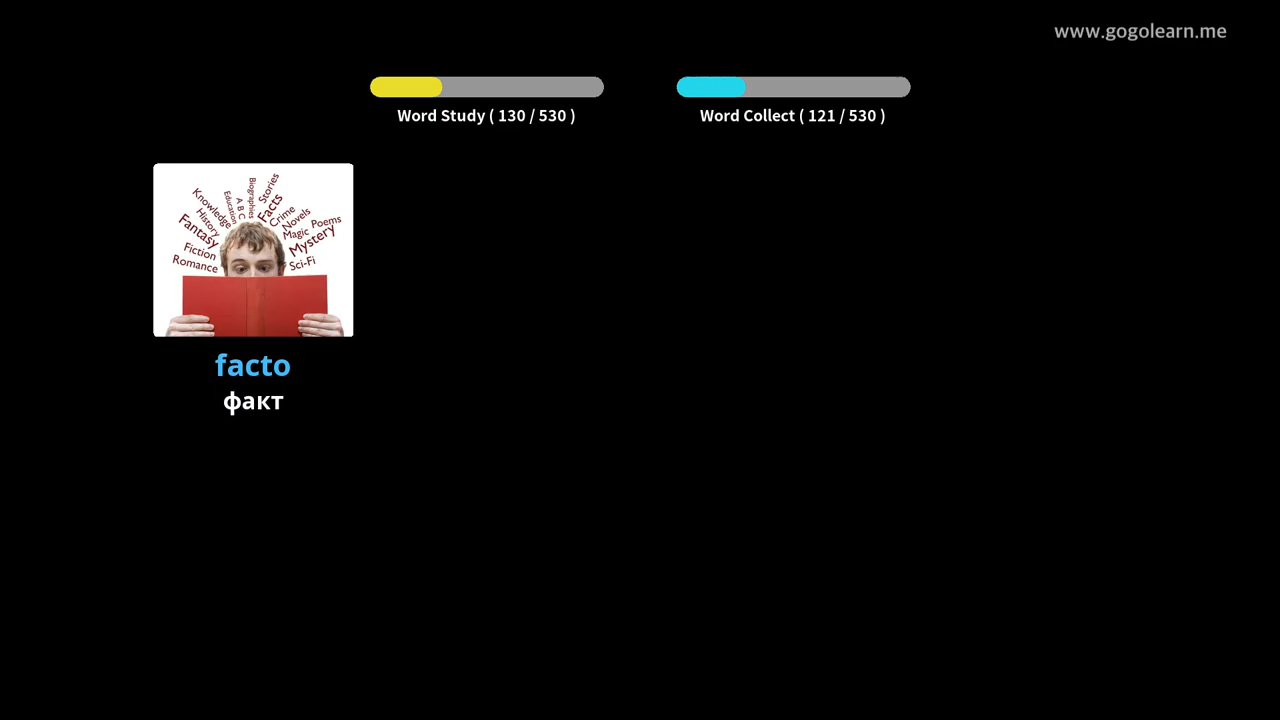 www.gogolearn.me
Word Study ( 130 / 530 )
Word Collect ( 121 / 530 )
Knowledge
History
Fantasy
Fiction
Romance
Education
A B C
Biographies
Stories
Facts
Crime
Novels
Magic
Poems
Mystery
Sci-Fi
facto
факт